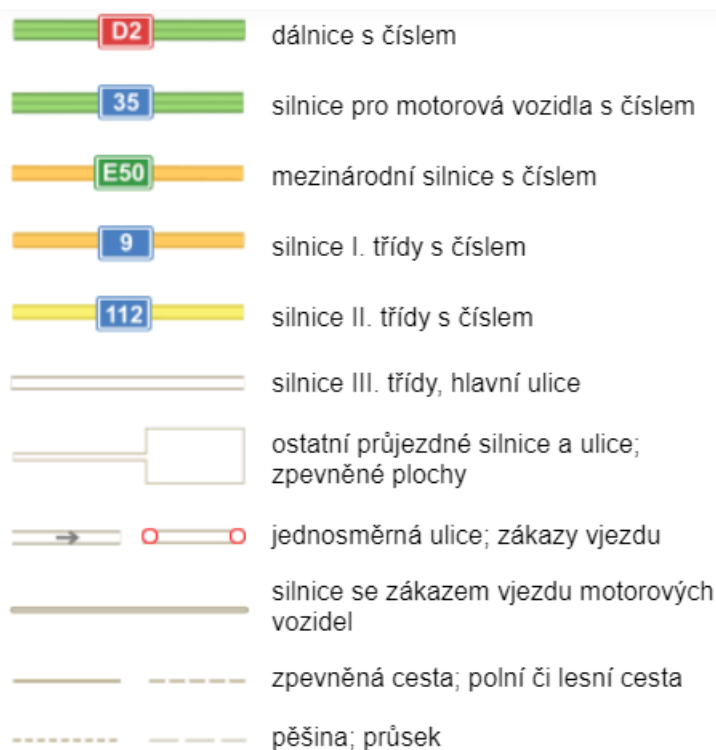 D2 dálnice s číslem
35 silnice pro motorová vozidla s číslem
E50 mezinárodní silnice s číslem
9 silnice I. třídy s číslem
112 silnice II. třídy s číslem
silnice III. třídy, hlavní ulice
ostatní průjezdné silnice a ulice;
zpevněné plochy
jednosměrná ulice; zákazy vjezdu
silnice se zákazem vjezdu motorových
vozidel
zpevněná cesta; polní či lesní cesta
pěšina; průsek